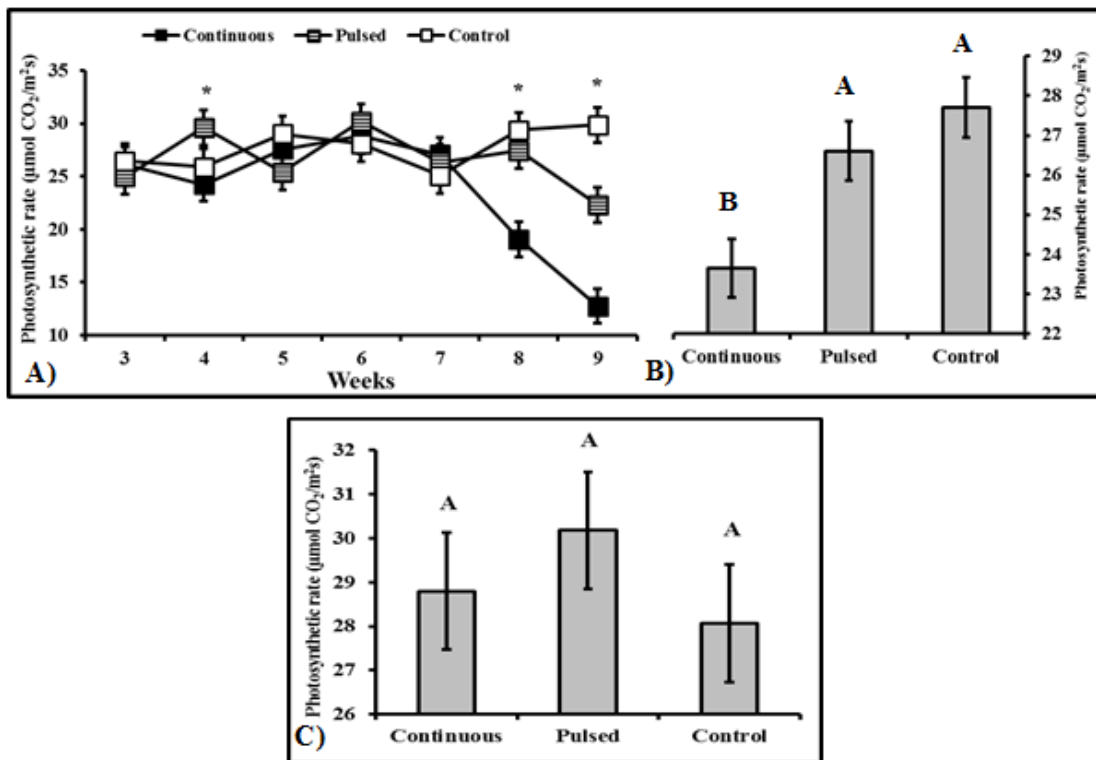 Continuous Pulsed Control
Photosynthetic rate (µmol CO₂/m²s)
35
30
25
20
15
10
* * *
3 4 5 6 7 8 9
Weeks
A)
B A A
29
28
27
26
25
24
23
22
Photosynthetic rate (µmol CO₂/m²s)
Continuous Pulsed Control
B)
Photosynthetic rate (µmol CO₂/m²s)
32
31
30
29
28
27
26
A A A
Continuous Pulsed Control
C)